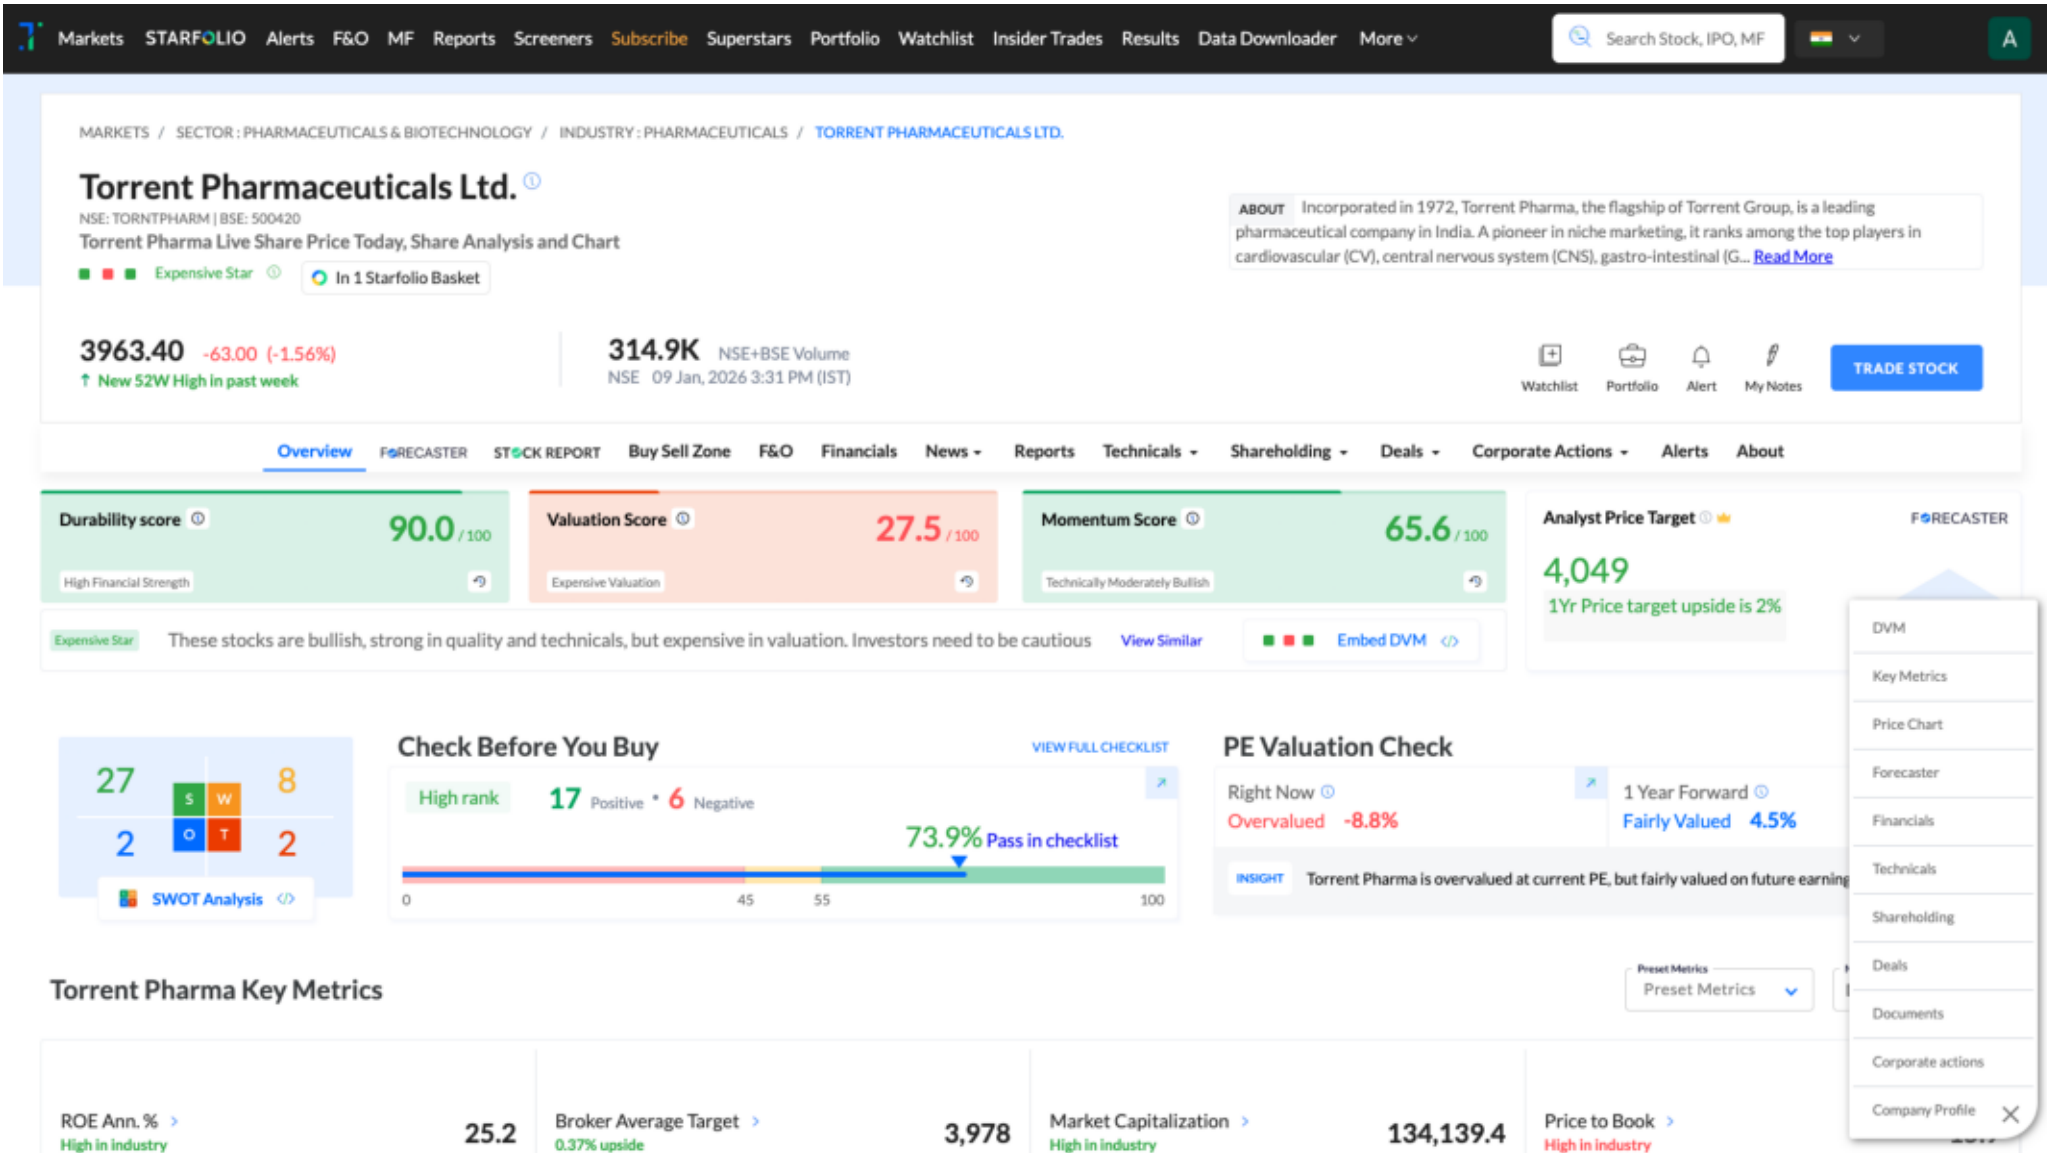 Markets STARFOLIO Alerts F&O MF Reports Screeners Subscribe Superstars Portfolio Watchlist Insider Trades Results Data Downloader More Search Stock, IPO, MF A
MARKETS / SECTOR : PHARMACEUTICALS & BIOTECHNOLOGY / INDUSTRY : PHARMACEUTICALS / TORRENT PHARMACEUTICALS LTD.
Torrent Pharmaceuticals Ltd.
NSE: TORNTPHARM | BSE: 500420
Torrent Pharma Live Share Price Today, Share Analysis and Chart
Expensive Star In 1 Starfolio Basket
ABOUT Incorporated in 1972, Torrent Pharma, the flagship of Torrent Group, is a leading
pharmaceutical company in India. A pioneer in niche marketing, it ranks among the top players in
cardiovascular (CV), central nervous system (CNS), gastro-intestinal (G... Read More
3963.40 -63.00 (-1.56%)
New 52W High in past week
314.9K NSE+BSE Volume
NSE 09 Jan, 2026 3:31 PM (IST)
Watchlist Portfolio Alert My Notes TRADE STOCK
Overview FORECASTER STOCK REPORT Buy Sell Zone F&O Financials News Reports Technicals Shareholding Deals Corporate Actions Alerts About
Durability score 90.0 / 100
High Financial Strength
Valuation Score 27.5 / 100
Expensive Valuation
Momentum Score 65.6 / 100
Technically Moderately Bullish
Analyst Price Target FORECASTER
4,049
1Yr Price target upside is 2%
Expensive Star These stocks are bullish, strong in quality and technicals, but expensive in valuation. Investors need to be cautious View Similar Embed DVM </>
27 8
S W
O T
2 2
SWOT Analysis </>
Check Before You Buy VIEW FULL CHECKLIST
High rank 17 Positive • 6 Negative
73.9% Pass in checklist
0 45 55 100
PE Valuation Check
Right Now 1 Year Forward
Overvalued -8.8% Fairly Valued 4.5%
INSIGHT Torrent Pharma is overvalued at current PE, but fairly valued on future earning
Torrent Pharma Key Metrics
Preset Metrics
Preset Metrics
ROE Ann. % 25.2
High in industry
Broker Average Target 3,978
0.37% upside
Market Capitalization 134,139.4
High in industry
Price to Book
High in industry
DVM
Key Metrics
Price Chart
Forecaster
Financials
Technicals
Shareholding
Deals
Documents
Corporate actions
Company Profile